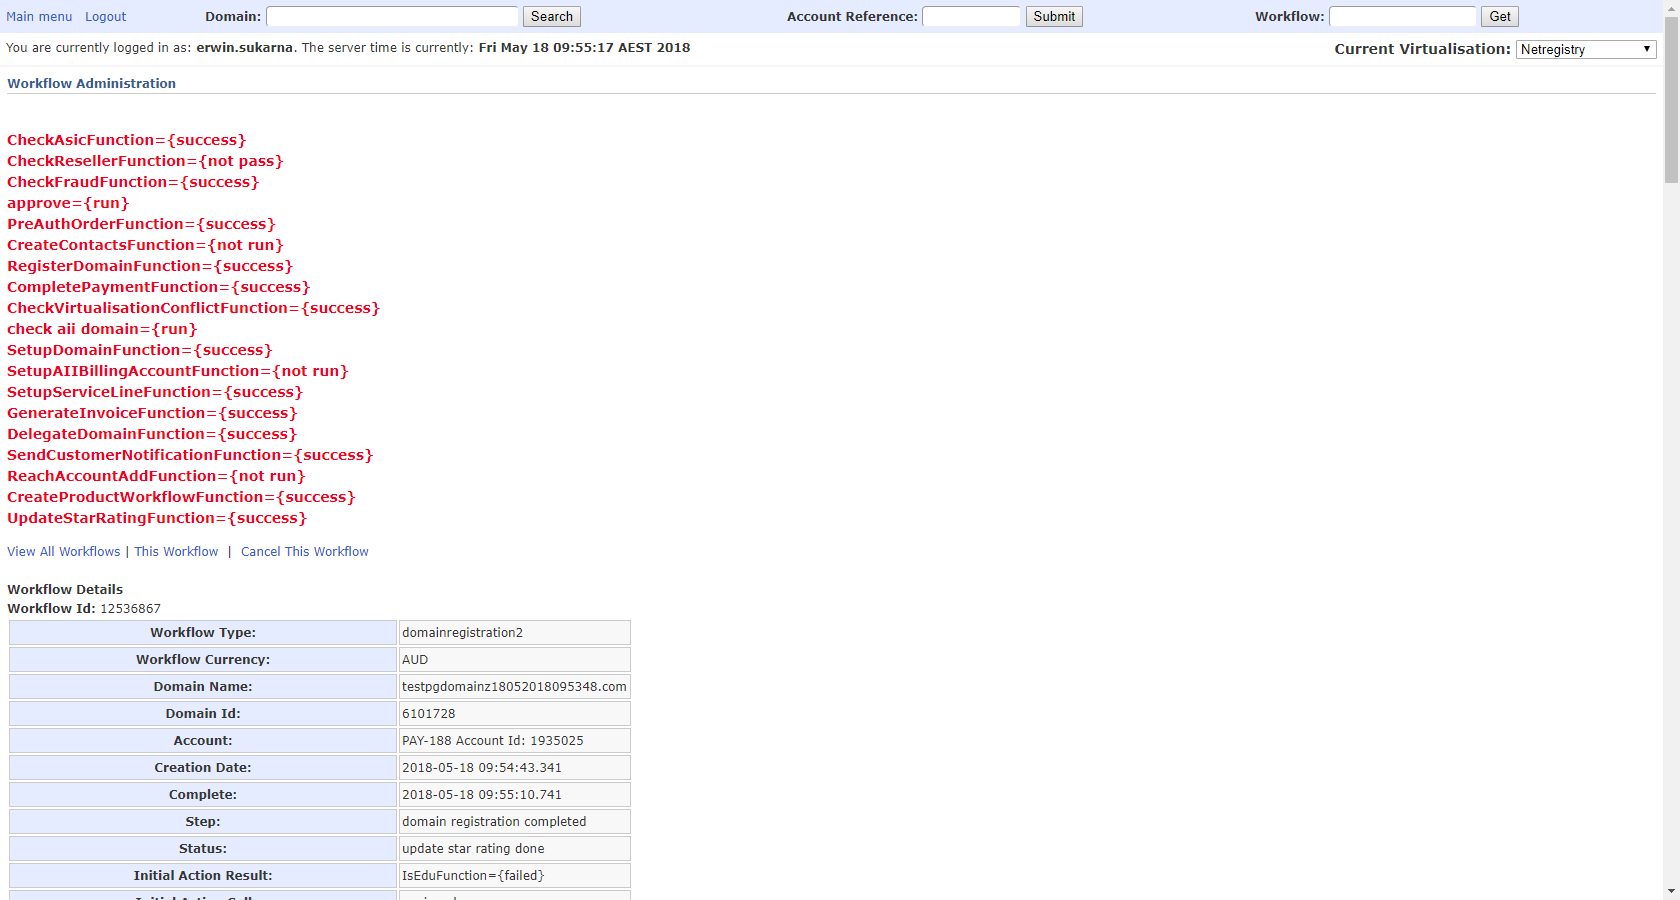 Main menu Logout Domain: Search Account Reference: Submit Workflow: Get
You are currently logged in as: erwin.sukarna. The server time is currently: Fri May 18 09:55:17 AEST 2018 Current Virtualisation: Netregistry
Workflow Administration
CheckAsicFunction={success}
CheckResellerFunction={not pass}
CheckFraudFunction={success}
approve={run}
PreAuthOrderFunction={success}
CreateContactsFunction={not run}
RegisterDomainFunction={success}
CompletePaymentFunction={success}
CheckVirtualisationConflictFunction={success}
check aii domain={run}
SetupDomainFunction={success}
SetupAIIBillingAccountFunction={not run}
SetupServiceLineFunction={success}
GenerateInvoiceFunction={success}
DelegateDomainFunction={success}
SendCustomerNotificationFunction={success}
ReachAccountAddFunction={not run}
CreateProductWorkflowFunction={success}
UpdateStarRatingFunction={success}
View All Workflows | This Workflow | Cancel This Workflow
Workflow Details
Workflow Id: 12536867
Workflow Type: domainregistration2
Workflow Currency: AUD
Domain Name: testpgdomainz18052018095348.com
Domain Id: 6101728
Account: PAY-188 Account Id: 1935025
Creation Date: 2018-05-18 09:54:43.341
Complete: 2018-05-18 09:55:10.741
Step: domain registration completed
Status: update star rating done
Initial Action Result: IsEduFunction={failed}